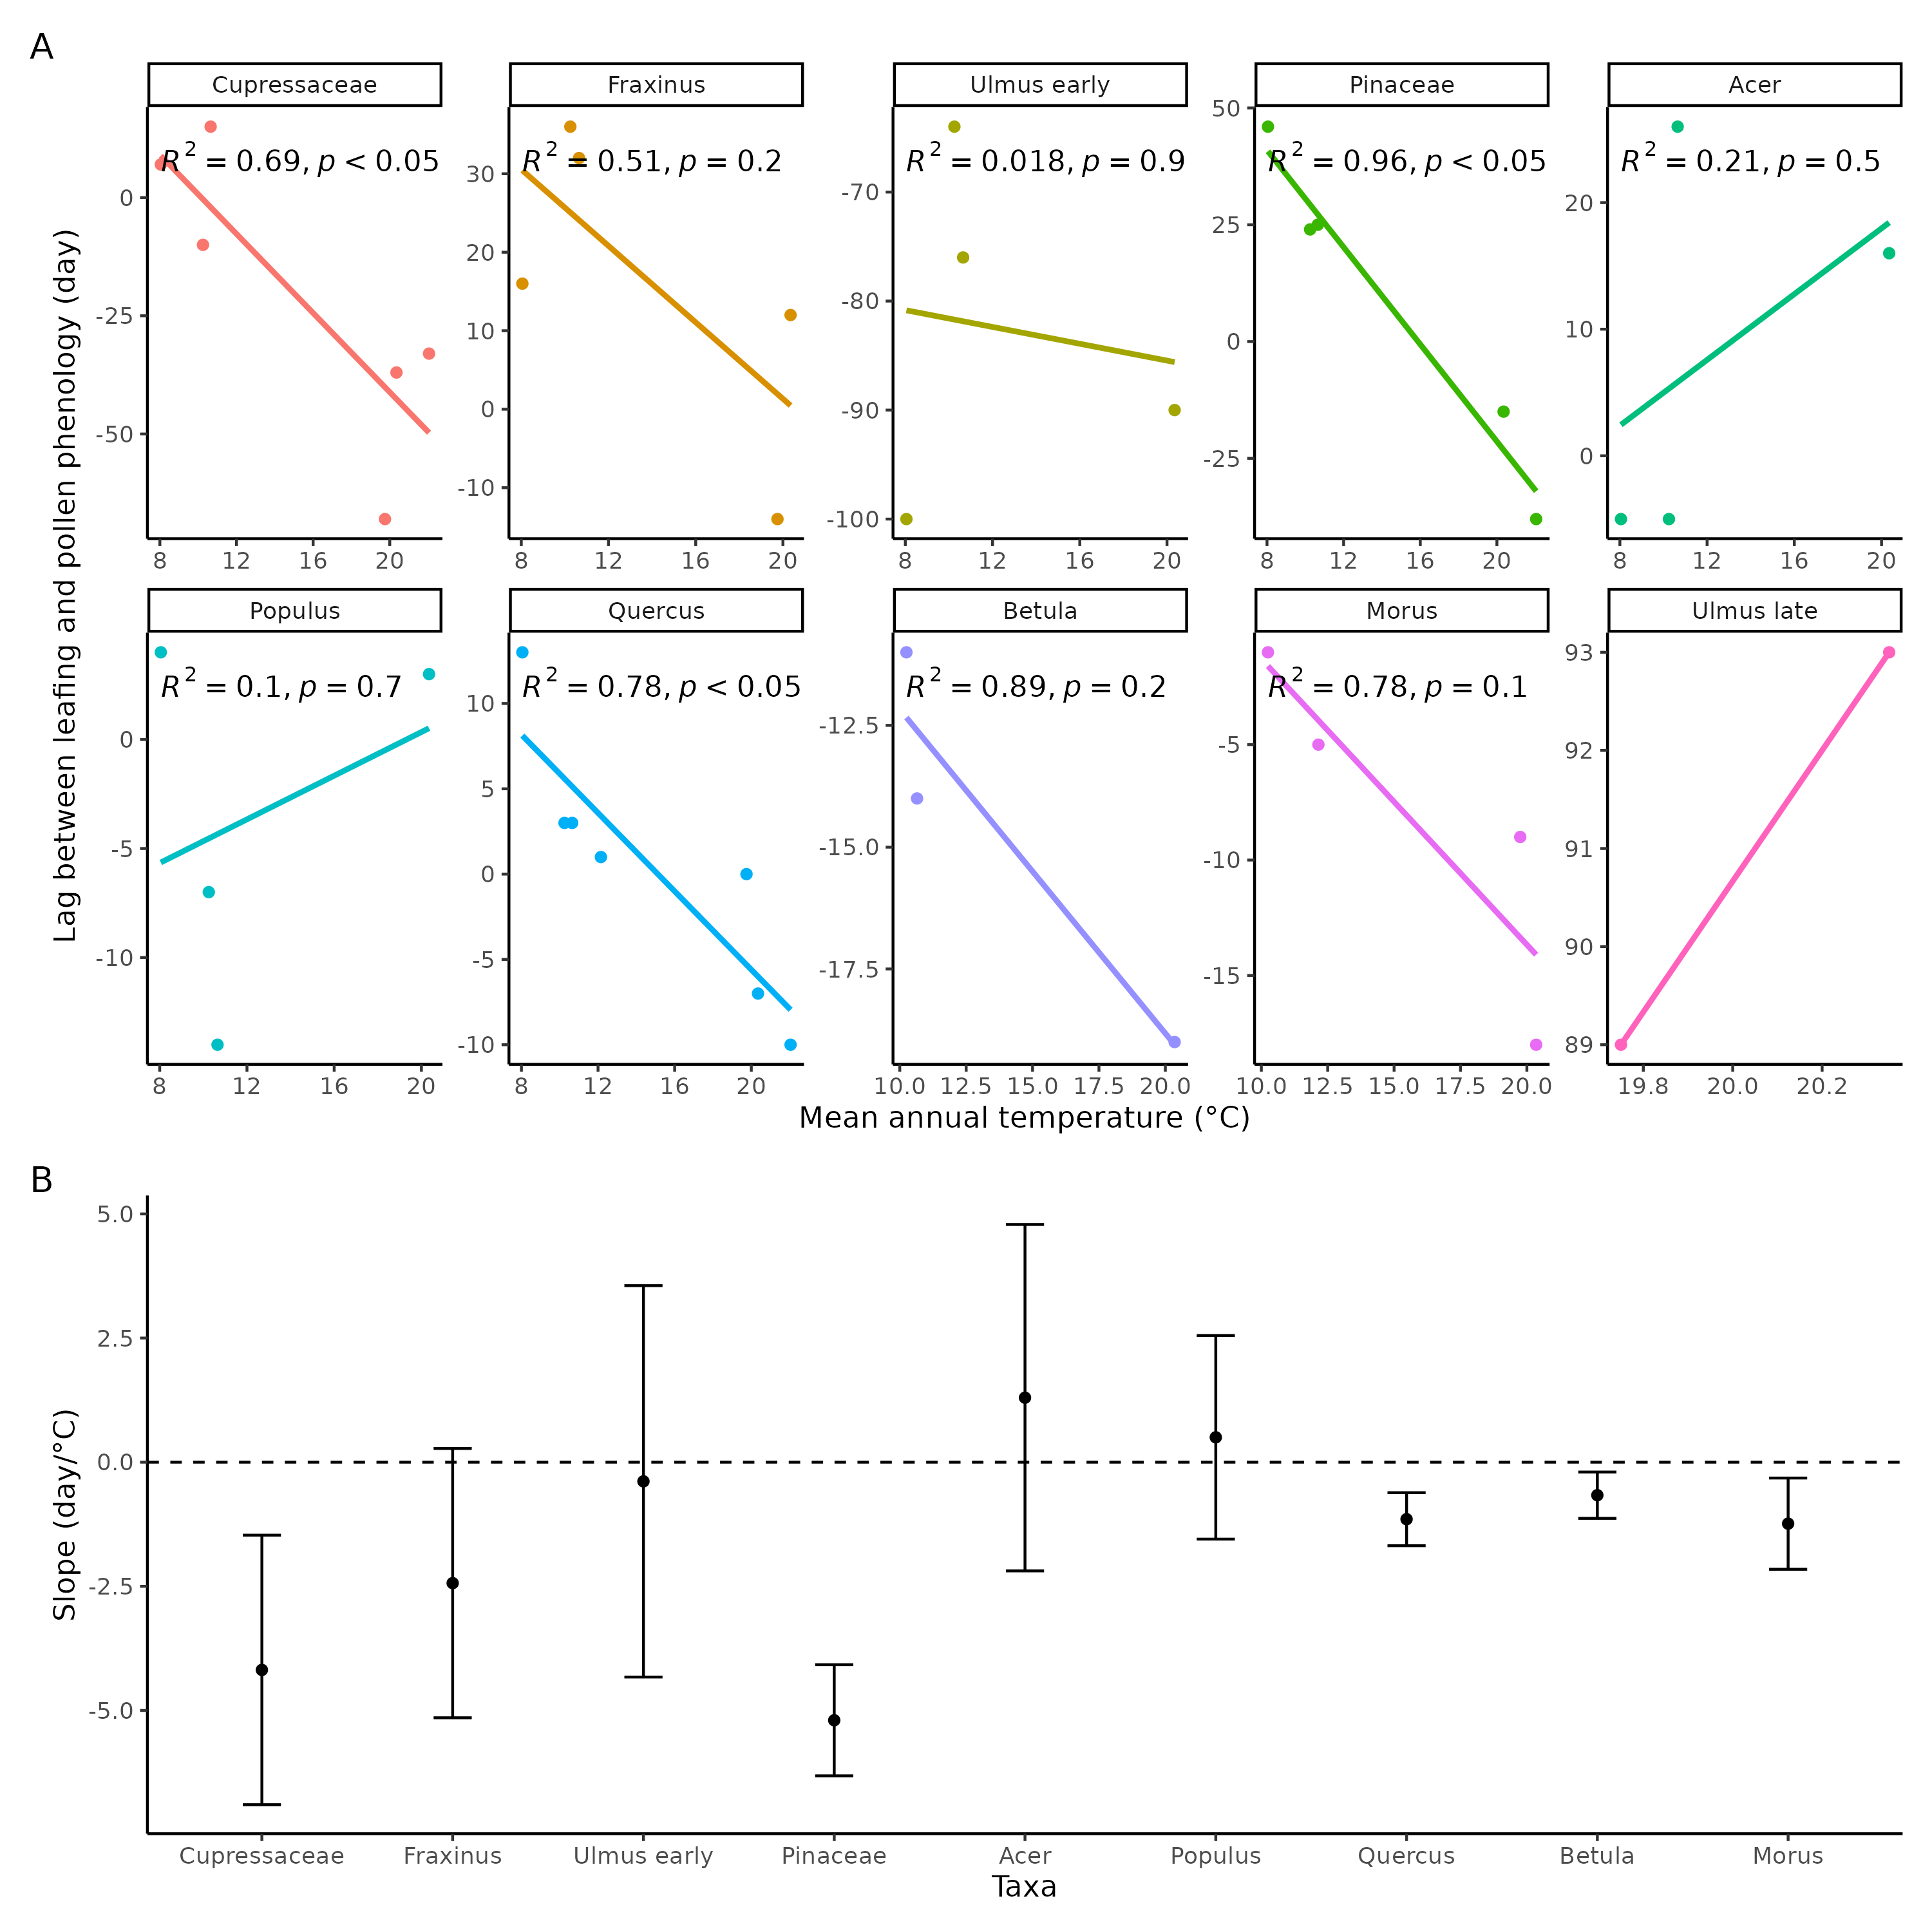 A
Cupressaceae Fraxinus Ulmus early Pinaceae Acer
R² = 0.69, p < 0.05
0
-25
-50
8 12 16 20
R² = 0.51, p = 0.2
30
20
10
0
-10
8 12 16 20
R² = 0.018, p = 0.9
-70
-80
-90
-100
8 12 16 20
R² = 0.96, p < 0.05
50
25
0
-25
8 12 16 20
R² = 0.21, p = 0.5
20
10
0
8 12 16 20
Lag between leafing and pollen phenology (day)
Populus Quercus Betula Morus Ulmus late
R² = 0.1, p = 0.7
0
-5
-10
8 12 16 20
R² = 0.78, p < 0.05
10
5
0
-5
-10
8 12 16 20
R² = 0.89, p = 0.2
-12.5
-15.0
-17.5
10.0 12.5 15.0 17.5 20.0
R² = 0.78, p = 0.1
-5
-10
-15
10.0 12.5 15.0 17.5 20.0
93
92
91
90
89
19.8 20.0 20.2
Mean annual temperature (°C)
B
Slope (day/°C)
5.0
2.5
0.0
-2.5
-5.0
Cupressaceae Fraxinus Ulmus early Pinaceae Acer Populus Quercus Betula Morus
Taxa